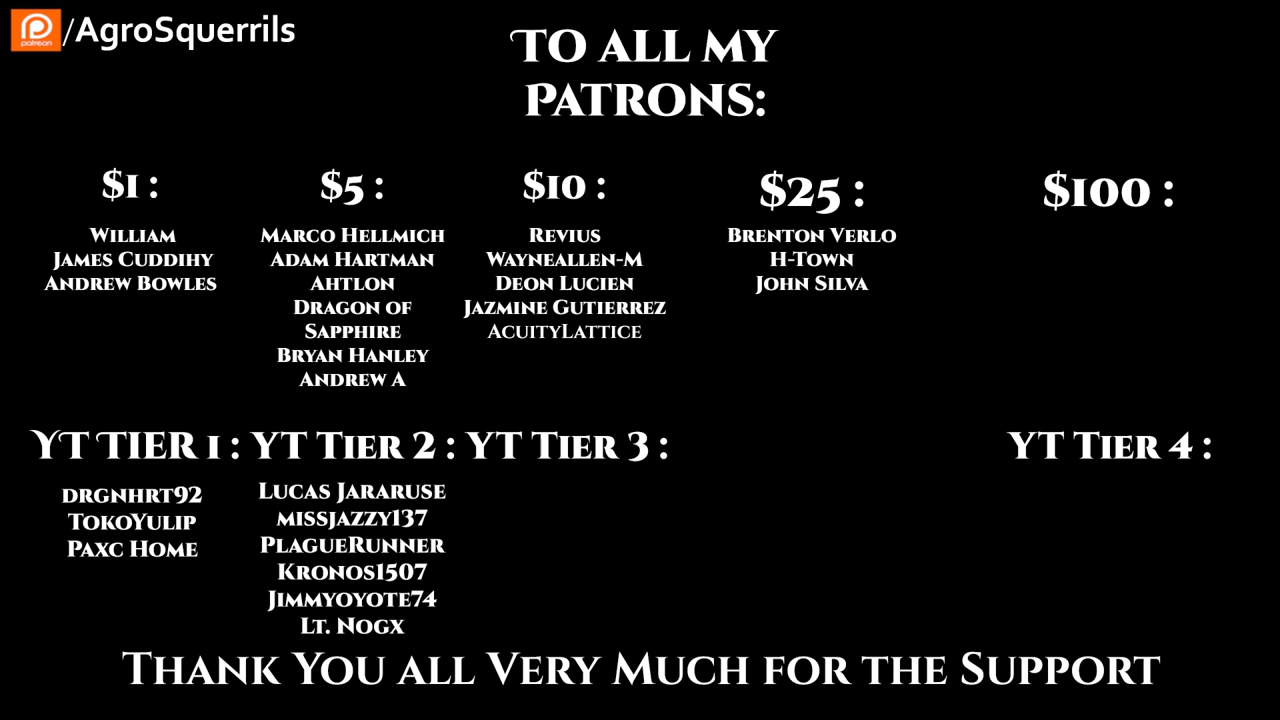 patreon
/AgroSquerrils
To all my
Patrons:
$1 :
William
James Cuddihy
Andrew Bowles
$5 :
Marco Hellmich
Adam Hartman
Ahtlon
Dragon of
Sapphire
Bryan Hanley
Andrew A
$10 :
Revius
Wayneallen-M
Deon Lucien
Jazmine Gutierrez
AcuityLattice
$25 :
Brenton Verlo
H-Town
John Silva
$100 :
YT Tier 1 :
drgnhrt92
TokoYulip
Paxc Home
YT Tier 2 :
Lucas Jararuse
missjazzy137
PlagueRunner
Kronos1507
Jimmyoyote74
Lt. Nogx
YT Tier 3 :
YT Tier 4 :
Thank You all Very Much for the Support